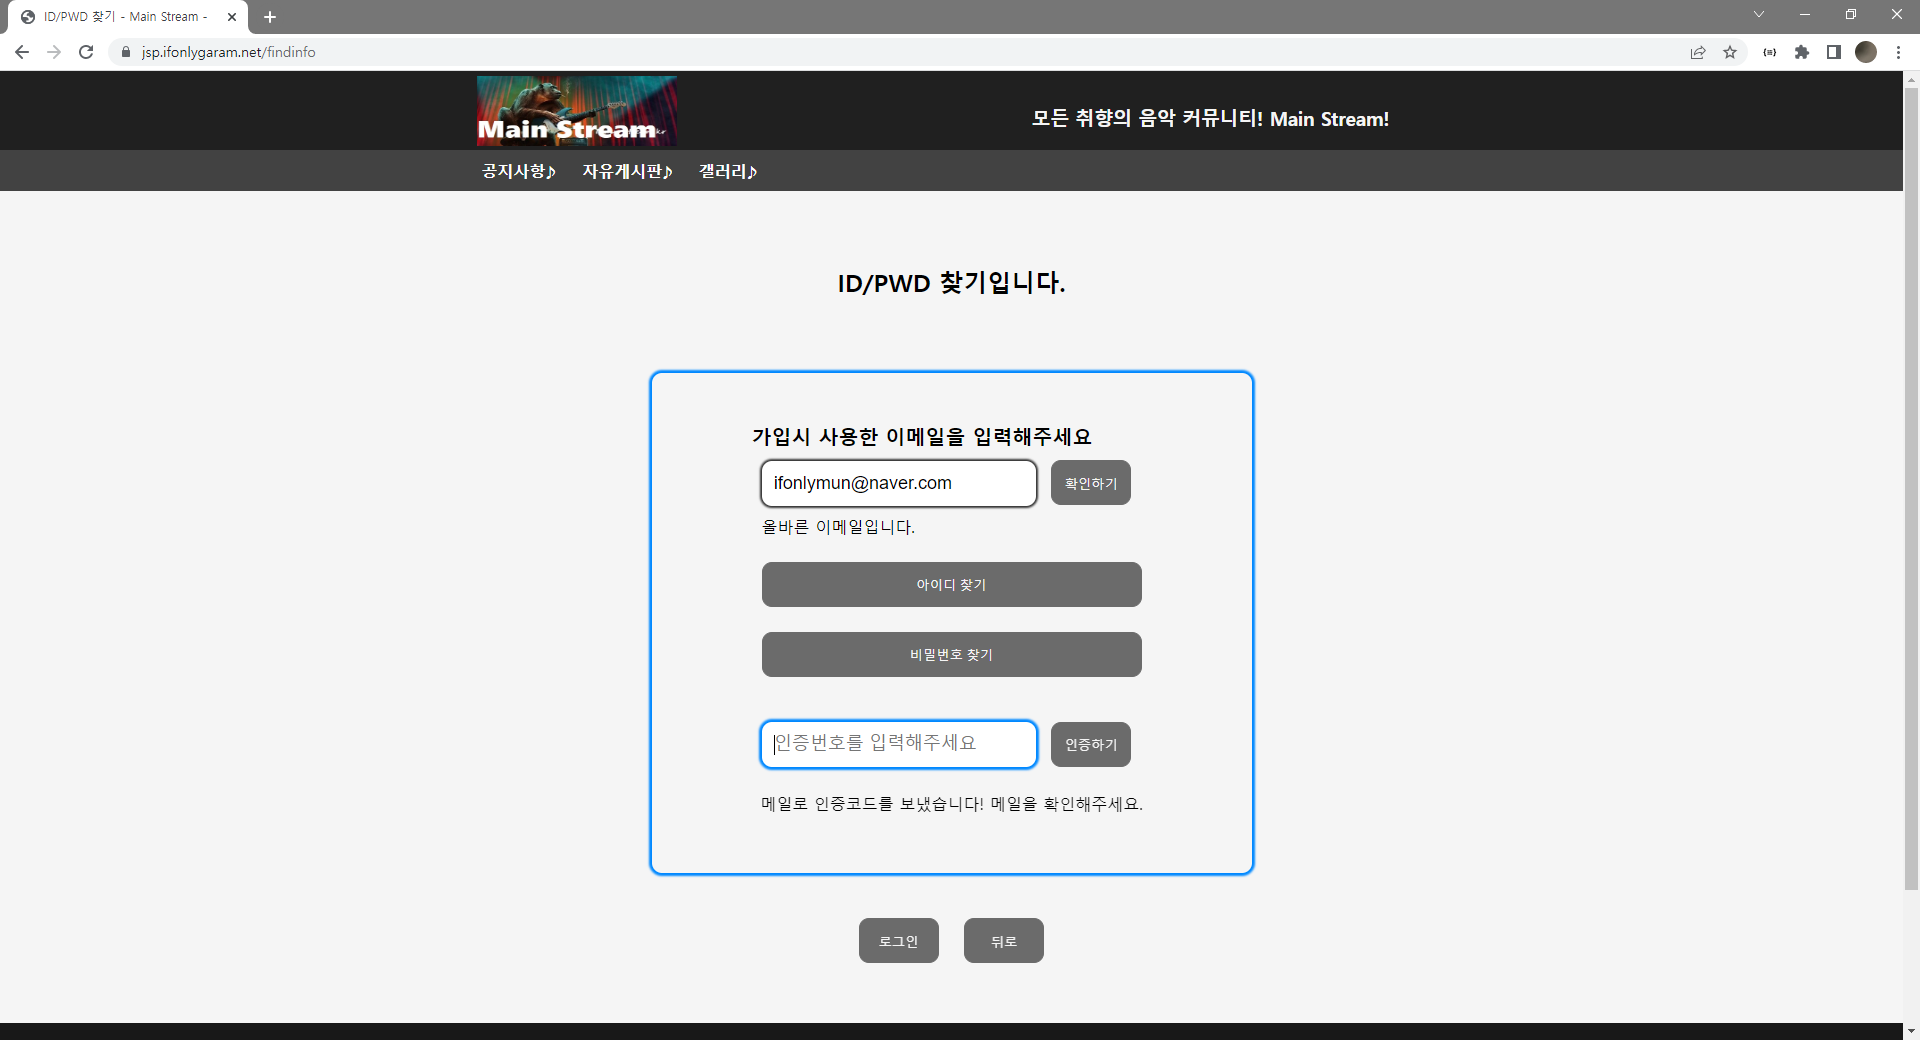 ID/PWD 찾기 - Main Stream -
jsp.ifonlygaram.net/findinfo
Main Stream
모든 취향의 음악 커뮤니티! Main Stream!
공지사항♪ 자유게시판♪ 갤러리♪
ID/PWD 찾기입니다.
가입시 사용한 이메일을 입력해주세요
ifonlymun@naver.com 확인하기
올바른 이메일입니다.
아이디 찾기
비밀번호 찾기
인증번호를 입력해주세요 인증하기
메일로 인증코드를 보냈습니다! 메일을 확인해주세요.
로그인 뒤로